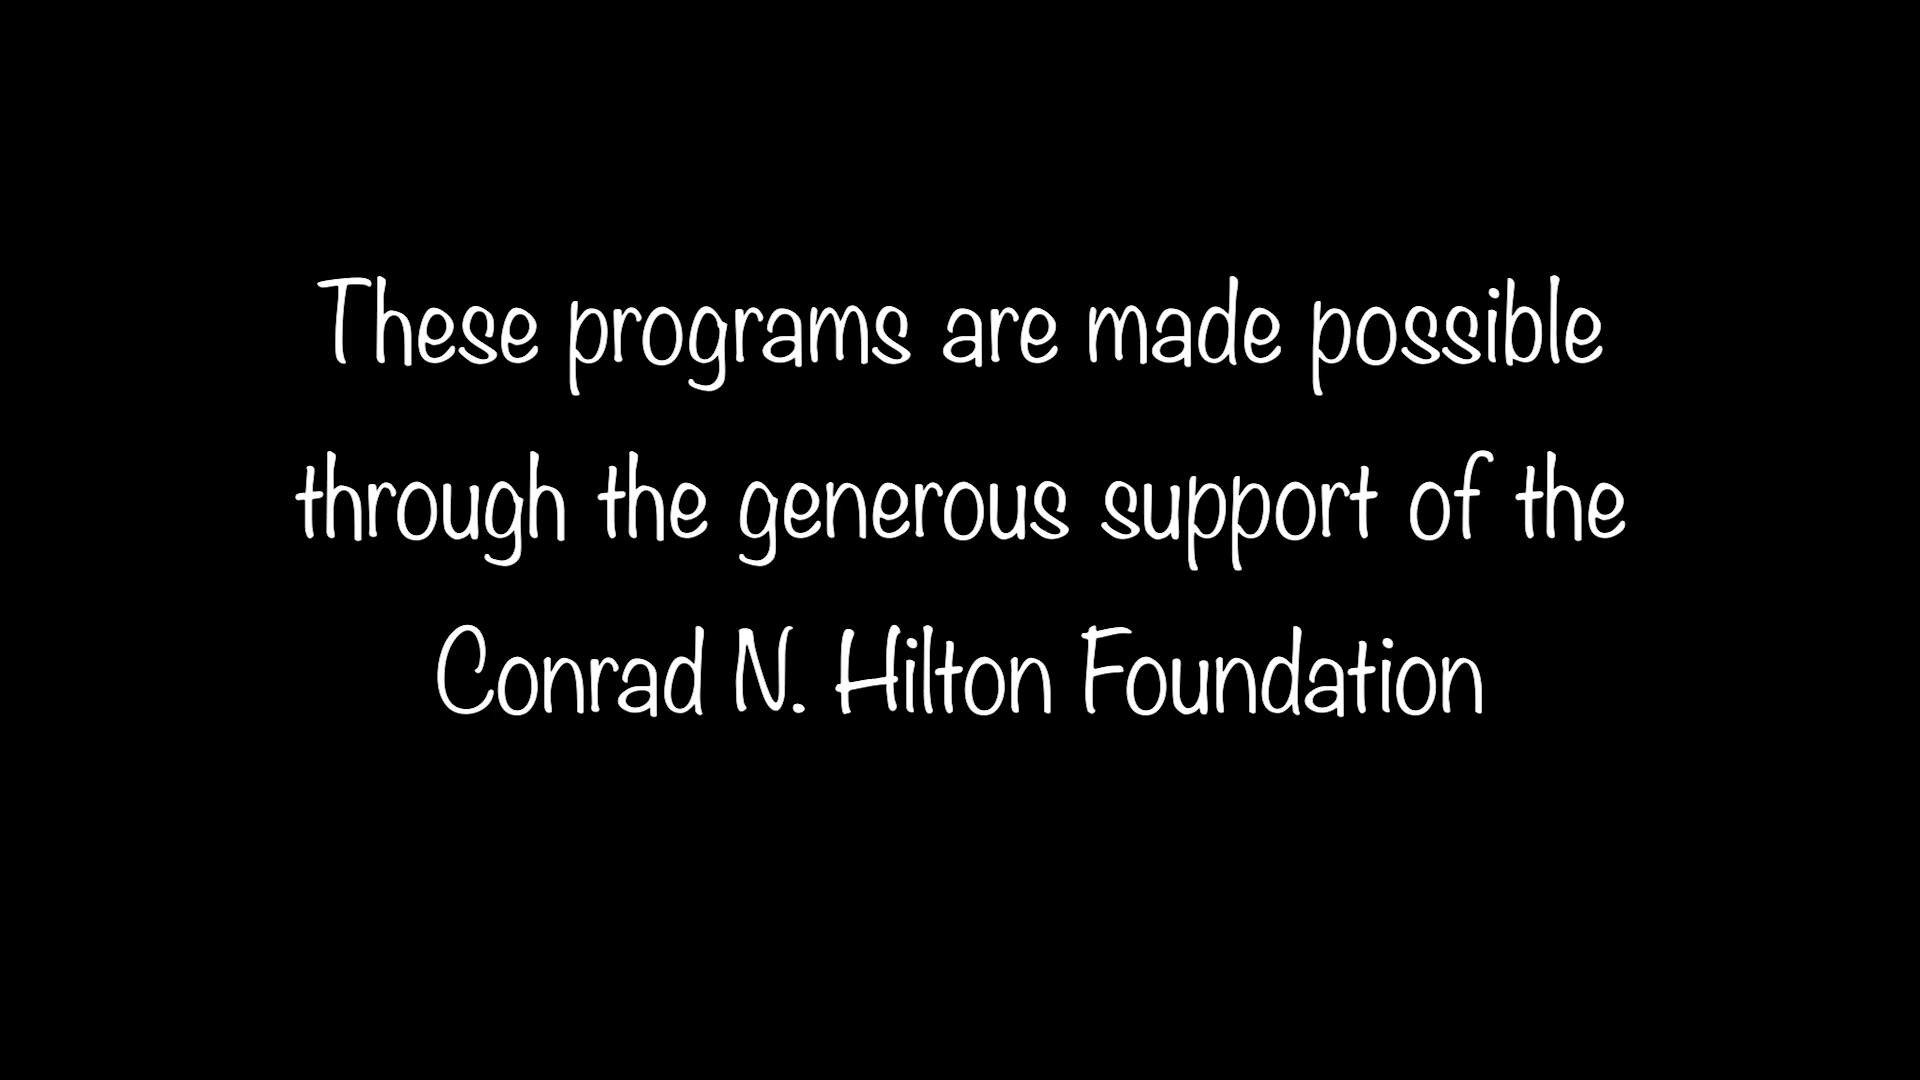 These programs are made possible
through the generous support of the
Conrad N. Hilton Foundation